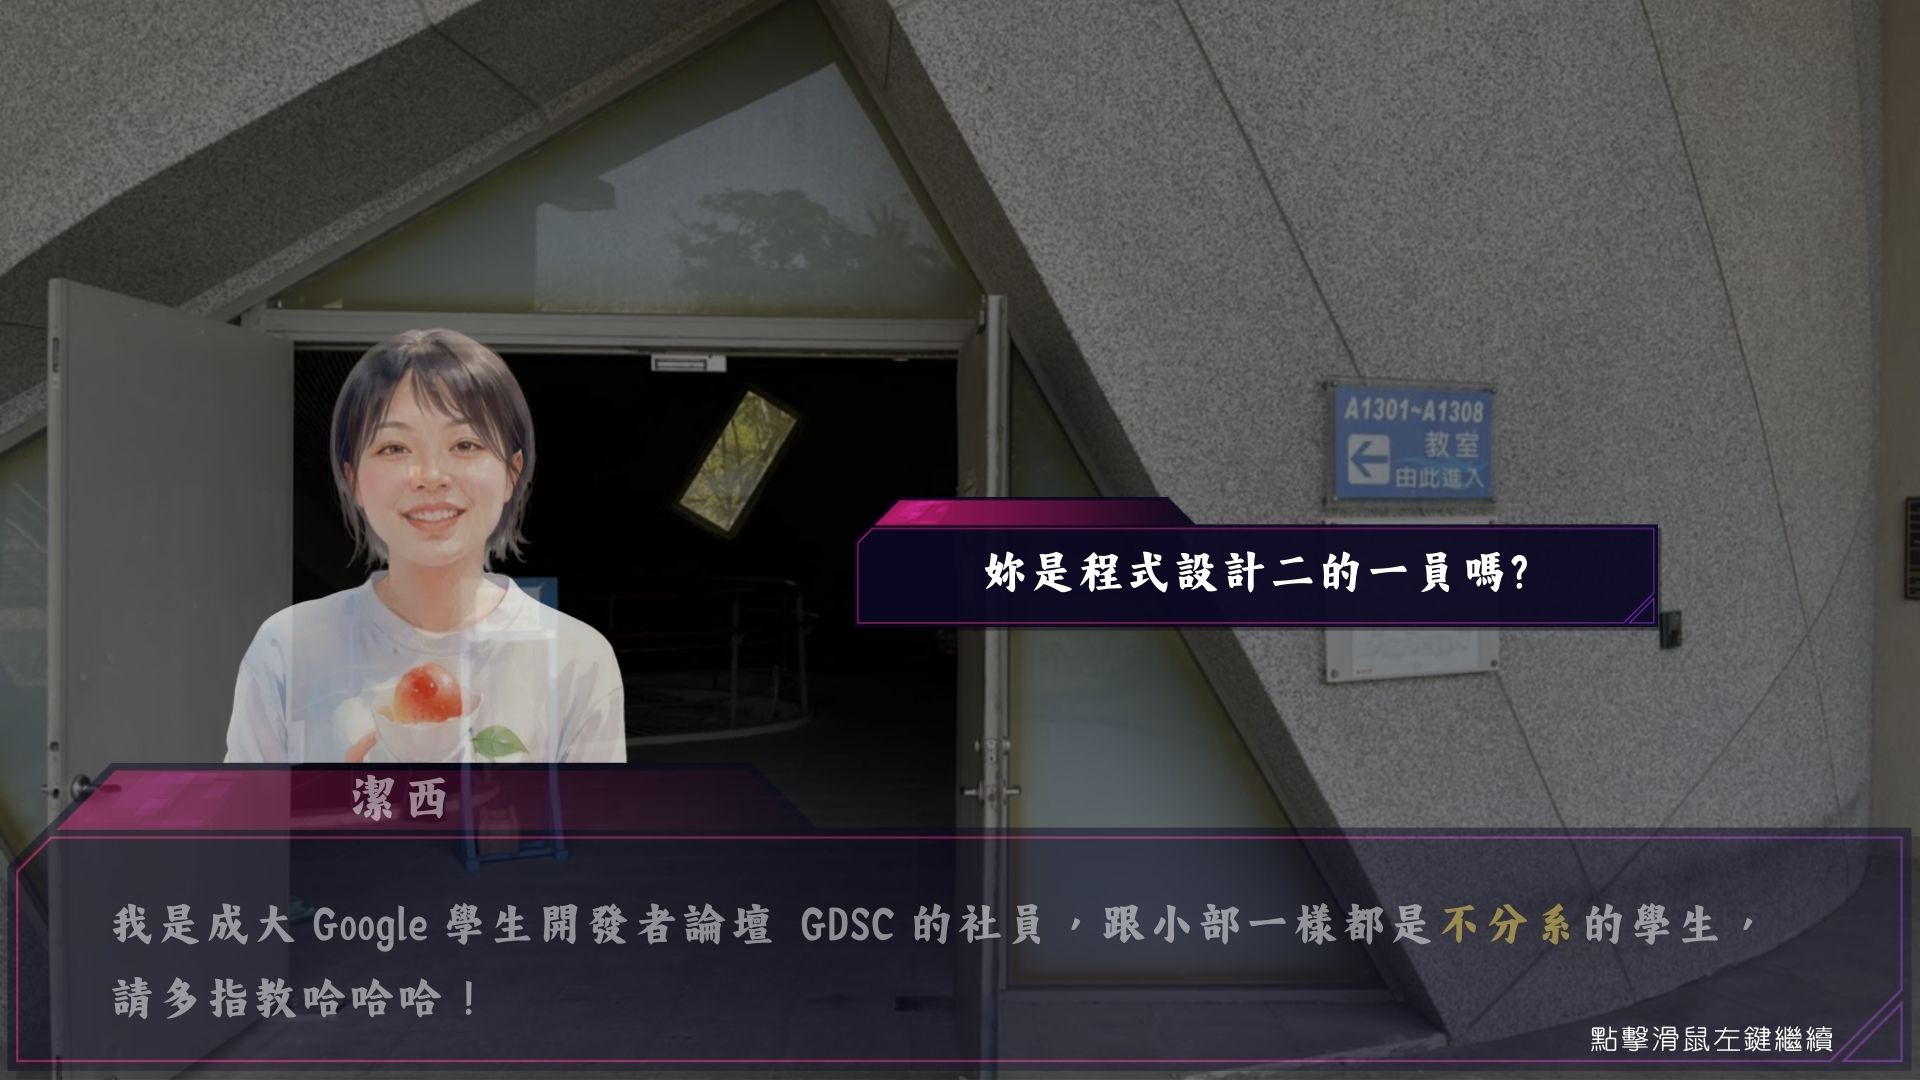 A1301~A1308
教室
由此進入
妳是程式設計二的一員嗎?
潔西
我是成大 Google 學生開發者論壇 GDSC 的社員，跟小部一樣都是不分系的學生，
請多指教哈哈哈！
點擊滑鼠左鍵繼續